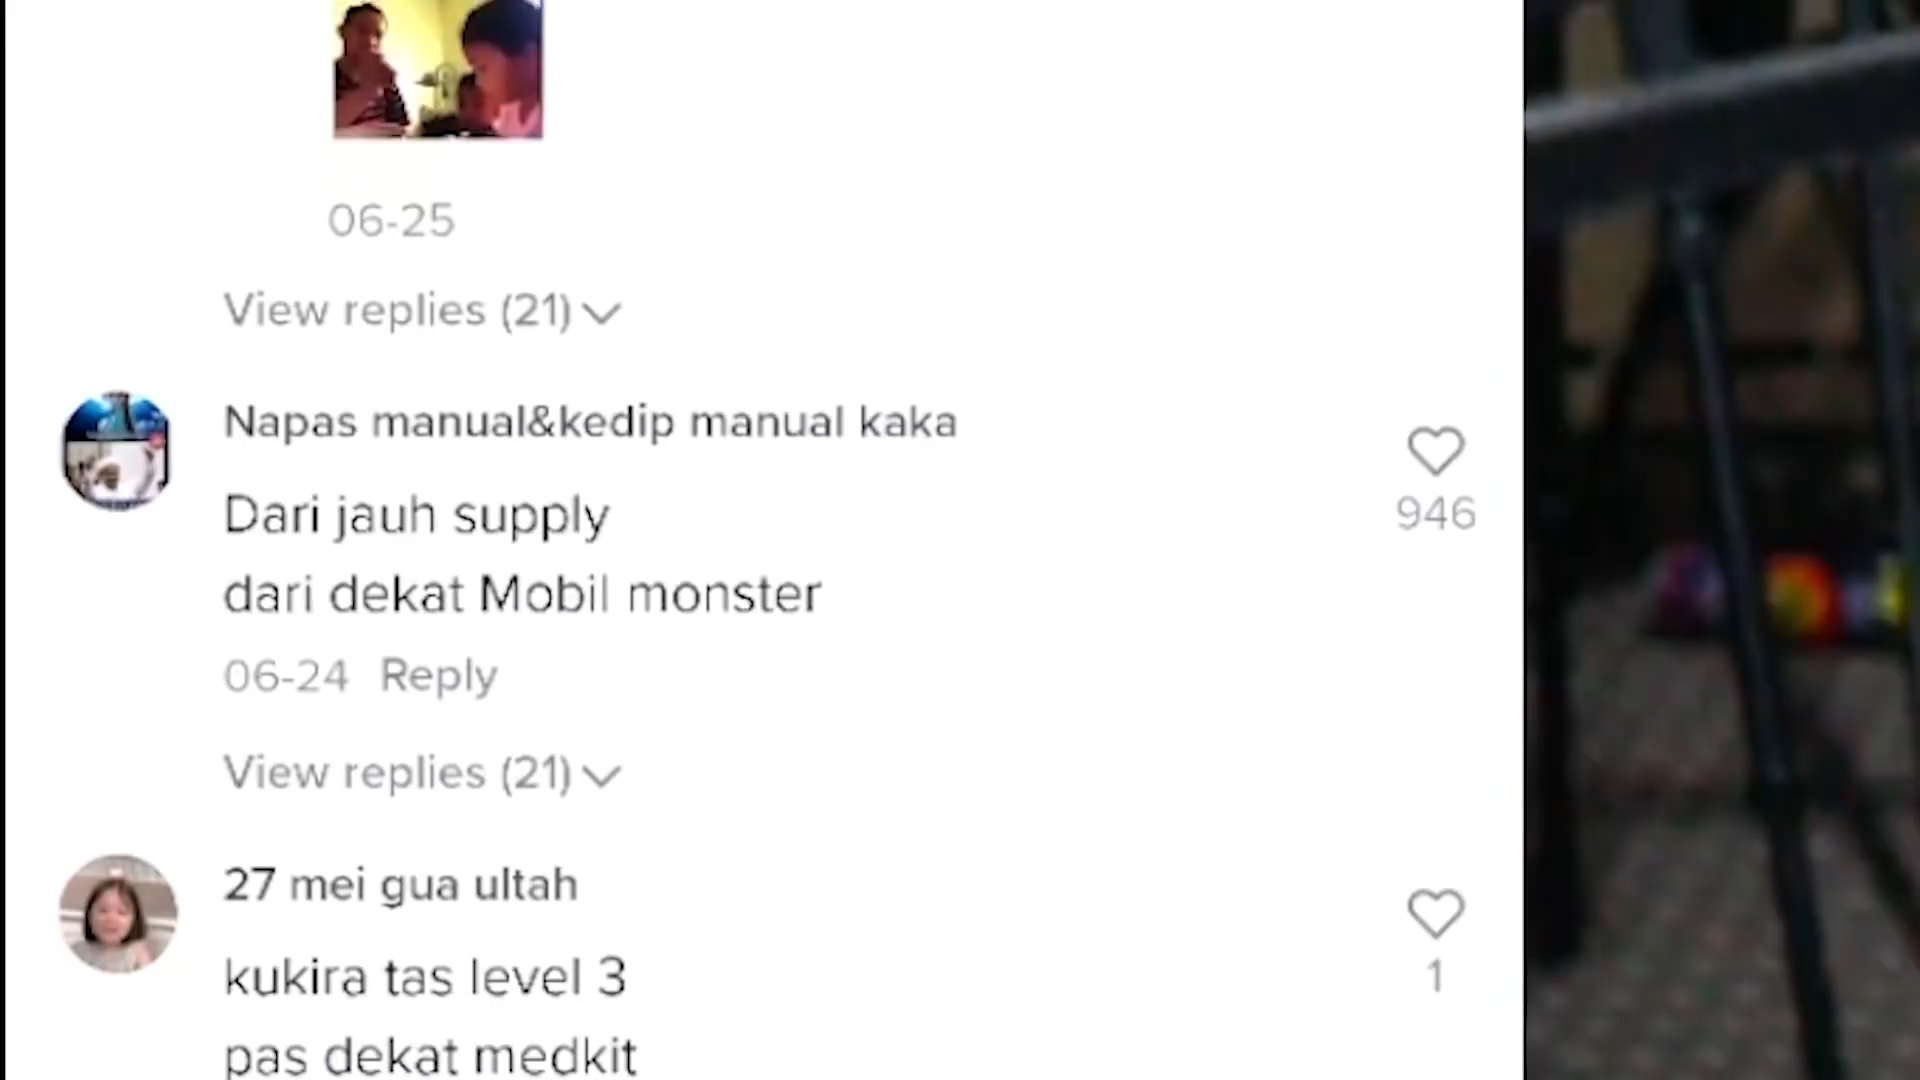 06-25
View replies (21)
Napas manual&kedip manual kaka
Dari jauh supply
dari dekat Mobil monster
946
06-24 Reply
View replies (21)
27 mei gua ultah
kukira tas level 3
1
pas dekat medkit